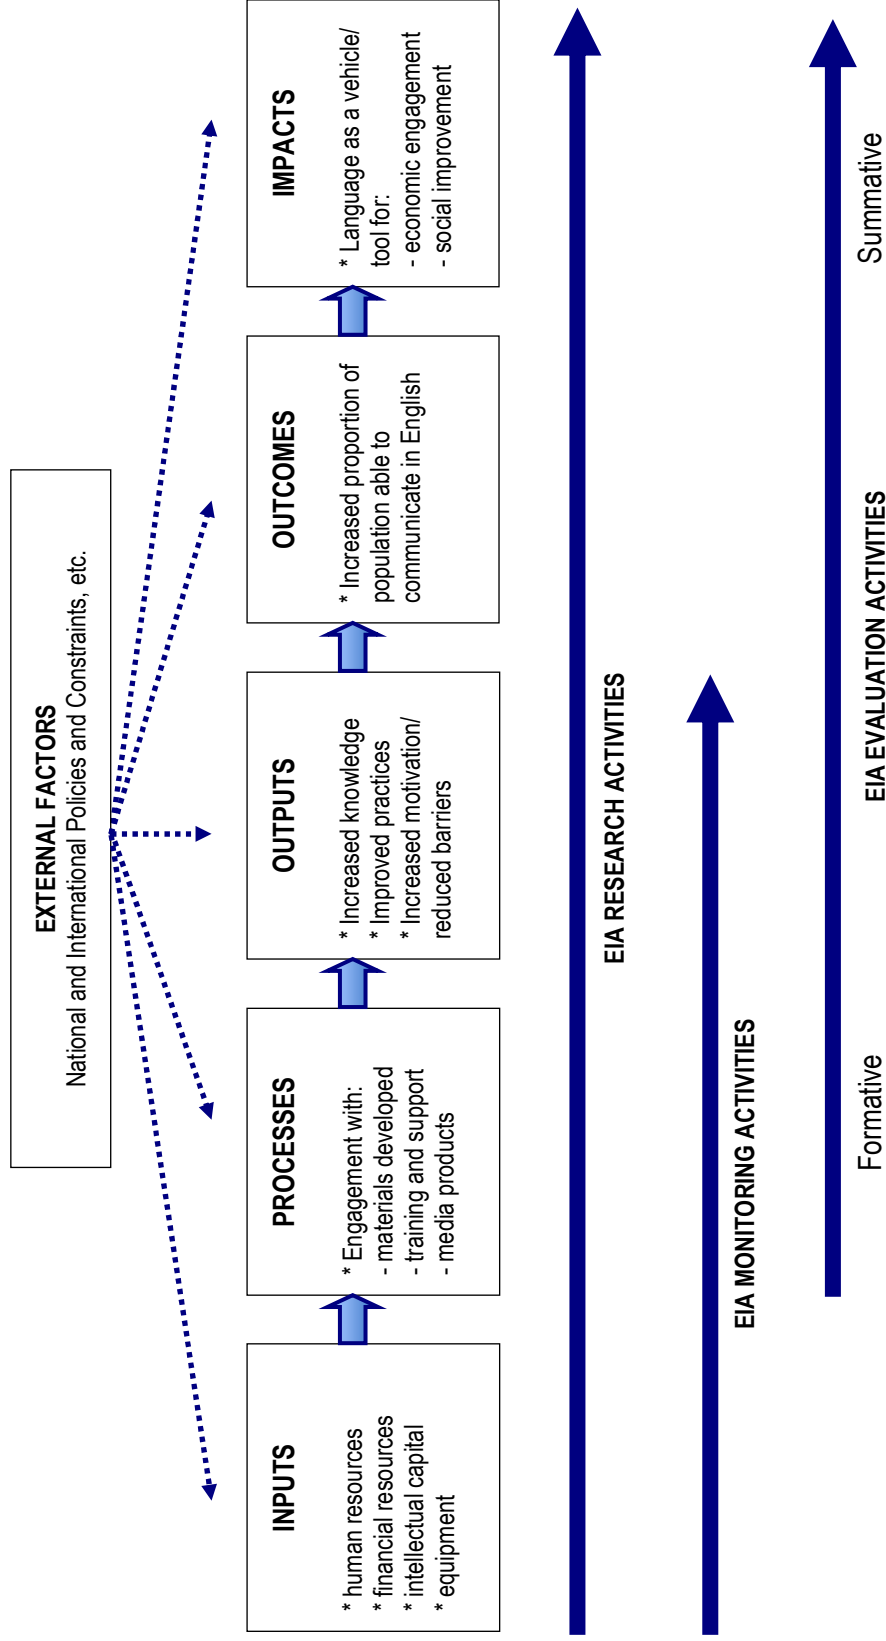 EXTERNAL FACTORS
National and International Policies and Constraints, etc.
INPUTS
* human resources
* financial resources
* intellectual capital
* equipment
PROCESSES
* Engagement with:
- materials developed
- training and support
- media products
OUTPUTS
* Increased knowledge
* Improved practices
* Increased motivation/
reduced barriers
OUTCOMES
* Increased proportion of
population able to
communicate in English
IMPACTS
* Language as a vehicle/
tool for:
- economic engagement
- social improvement
EIA RESEARCH ACTIVITIES
EIA MONITORING ACTIVITIES
Formative
Summative
EIA EVALUATION ACTIVITIES